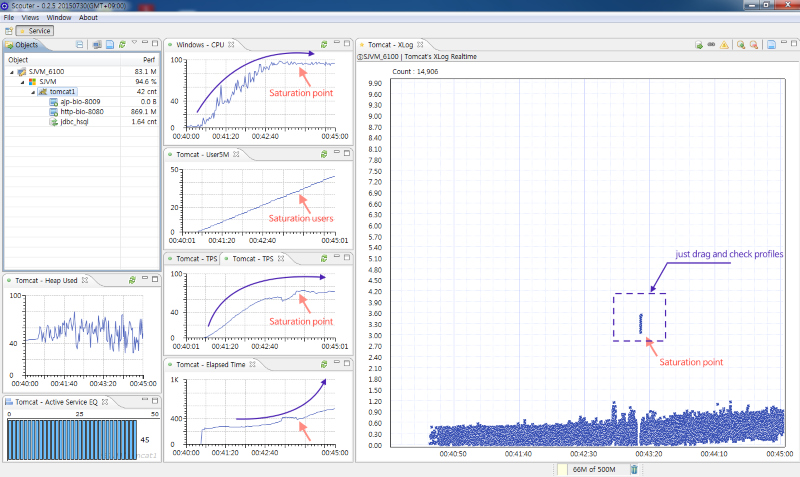 Scouter - 0.2.5 20150730(GMT+09:00)
File Views Window About
Service
Objects
Object Perf
SJVM_6100 83.1 M
SJVM 94.6 %
tomcat1 42 cnt
ajp-bio-8009 0.0 B
http-bio-8080 869.1 M
jdbc_hsql 1.64 cnt
Tomcat - Heap Used
100
40
0
00:40:00 00:41:40 00:43:20 00:45:00
Tomcat - Active Service EQ
0 25 50
45
Windows - CPU
100
40
0
Saturation point
00:40:00 00:41:20 00:42:40 00:45:00
Tomcat - User5M
50
20
0
Saturation users
00:40:01 00:41:21 00:42:41 00:45:01
Tomcat - TPS Tomcat - TPS
100
40
0
Saturation point
00:40:01 00:41:21 00:42:41 00:45:01
Tomcat - Elapsed Time
1K
400
0
00:40:01 00:41:21 00:42:41 00:45:01
Tomcat - XLog
SJVM_6100 | Tomcat's XLog Realtime
Count : 14,906
9.90
9.60
9.30
9.00
8.70
8.40
8.10
7.80
7.50
7.20
6.90
6.60
6.30
6.00
5.70
5.40
5.10
4.80
4.50
4.20
3.90
3.60
3.30
3.00
2.70
2.40
2.10
1.80
1.50
1.20
0.90
0.60
0.30
0.00
just drag and check profiles
Saturation point
00:40:50 00:41:40 00:42:30 00:43:20 00:44:10 00:45:00
66M of 500M